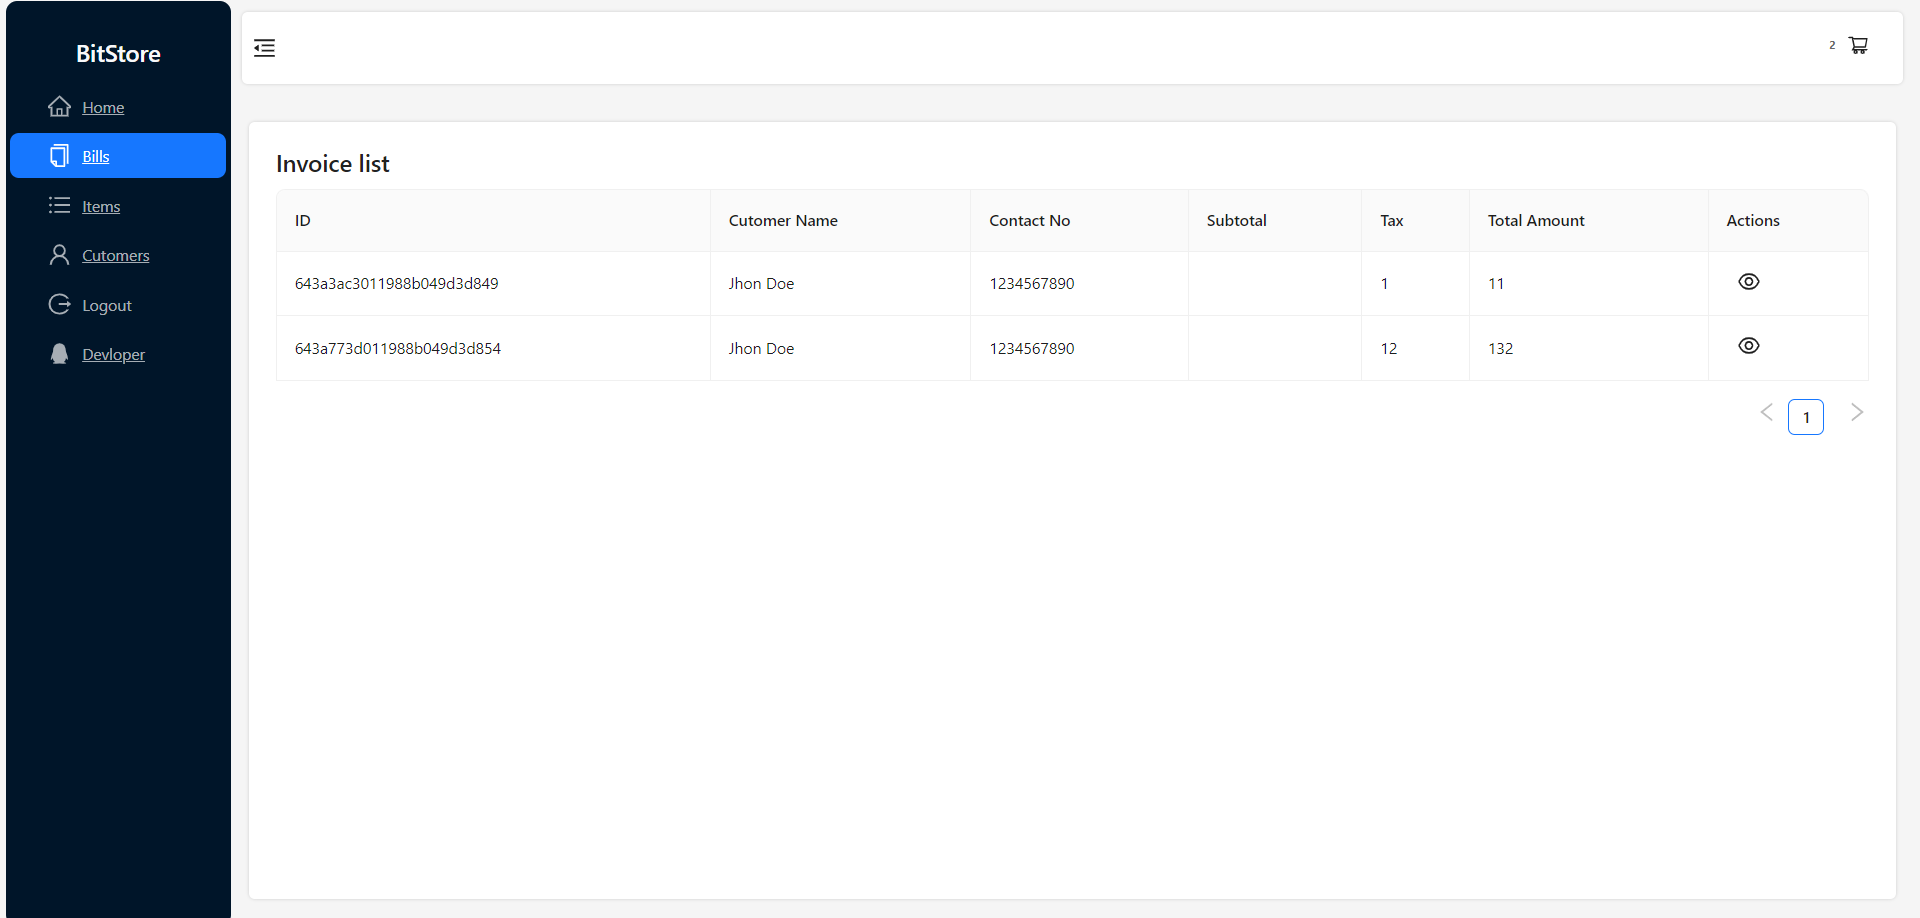 BitStore
Home
Bills
Items
Cutomers
Logout
Devloper
2
Invoice list
ID Cutomer Name Contact No Subtotal Tax Total Amount Actions
643a3ac3011988b049d3d849 Jhon Doe 1234567890 1 11
643a773d011988b049d3d854 Jhon Doe 1234567890 12 132
1